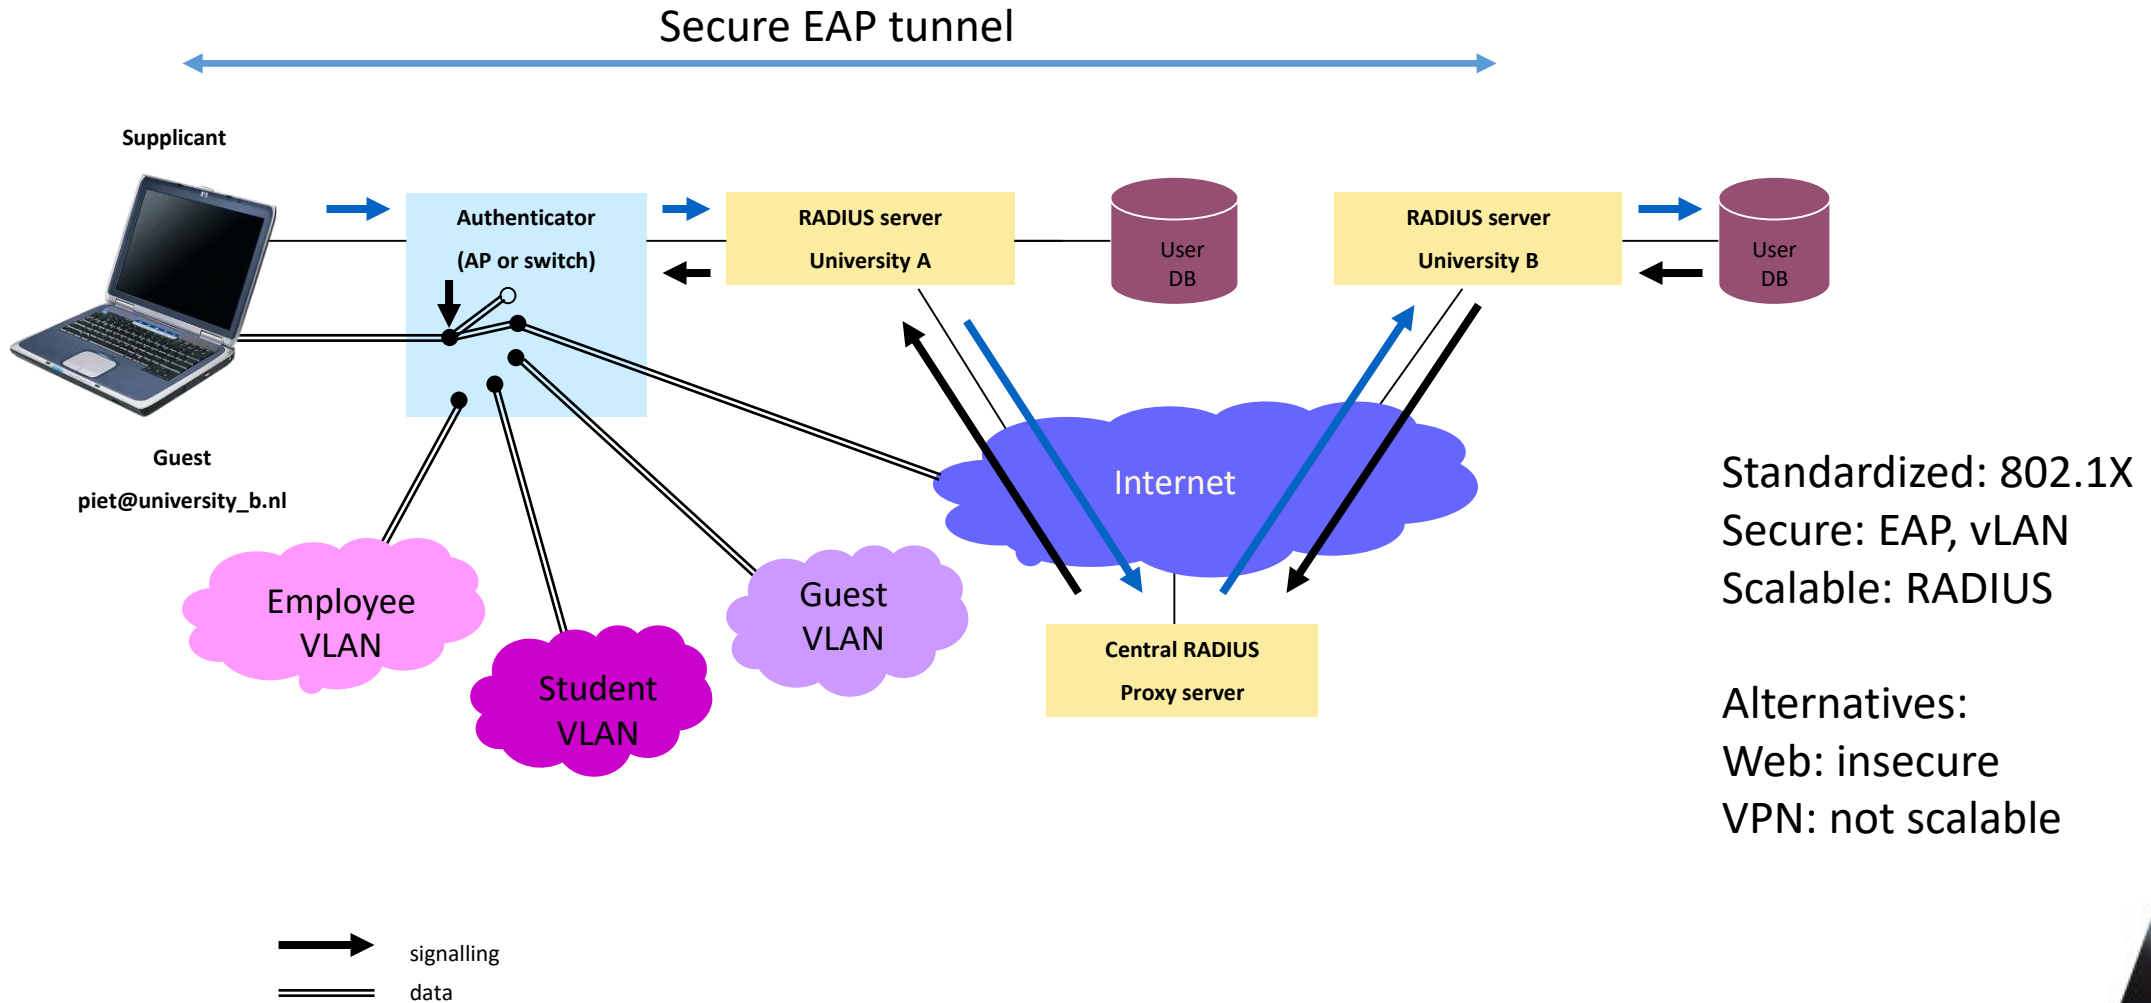 Secure EAP tunnel
Supplicant
Authenticator
(AP or switch)
RADIUS server
University A
User
DB
RADIUS server
University B
User
DB
Guest
piet@university_b.nl
Internet
Employee
VLAN
Student
VLAN
Guest
VLAN
Central RADIUS
Proxy server
Standardized: 802.1X
Secure: EAP, vLAN
Scalable: RADIUS
Alternatives:
Web: insecure
VPN: not scalable
signalling
data